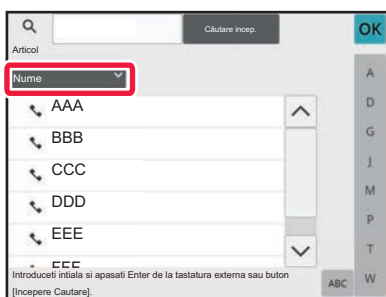 Căutare incep.
OK
Articol
Nume
AAA
BBB
CCC
DDD
EEE
FFF
Introduceti intiala si apasati Enter de la tastatura externa sau buton
[Incepere Cautare].
ABC
A
D
G
J
M
P
T
W